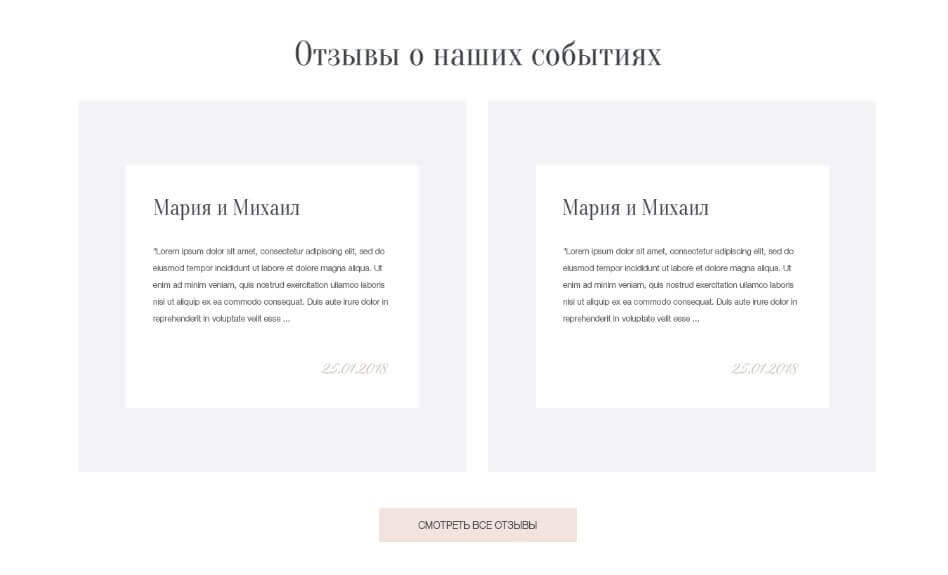 Отзывы о наших событиях
Мария и Михаил
"Lorem ipsum dolor sit amet, consectetur adipiscing elit, sed do
eiusmod tempor incididunt ut labore et dolore magna aliqua. Ut
enim ad minim veniam, quis nostrud exercitation ullamco laboris
nisi ut aliquip ex ea commodo consequat. Duis aute irure dolor in
reprehenderit in voluptate velit esse ...
25.01.2018
Мария и Михаил
"Lorem ipsum dolor sit amet, consectetur adipiscing elit, sed do
eiusmod tempor incididunt ut labore et dolore magna aliqua. Ut
enim ad minim veniam, quis nostrud exercitation ullamco laboris
nisi ut aliquip ex ea commodo consequat. Duis aute irure dolor in
reprehenderit in voluptate velit esse ...
25.01.2018
СМОТРЕТЬ ВСЕ ОТЗЫВЫ